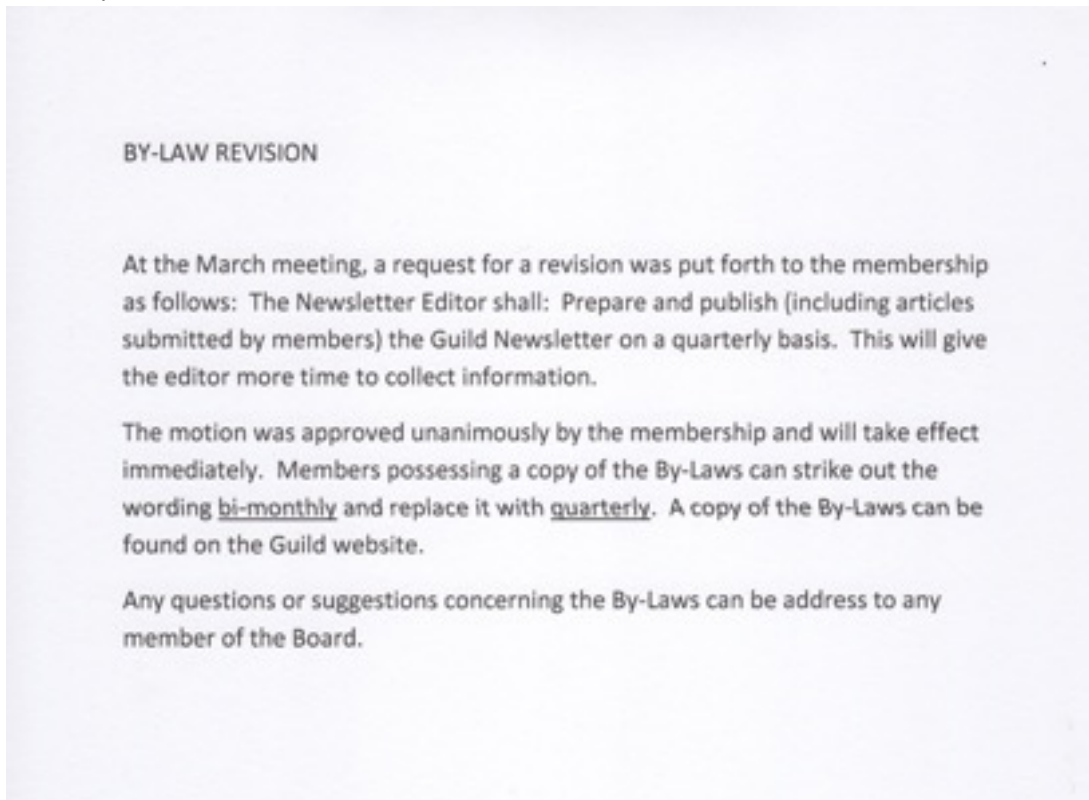 BY-LAW REVISION
At the March meeting, a request for a revision was put forth to the membership
as follows:  The Newsletter Editor shall:  Prepare and publish (including articles
submitted by members) the Guild Newsletter on a quarterly basis.  This will give
the editor more time to collect information.
The motion was approved unanimously by the membership and will take effect
immediately.  Members possessing a copy of the By-Laws can strike out the
wording bi-monthly and replace it with quarterly.  A copy of the By-Laws can be
found on the Guild website.
Any questions or suggestions concerning the By-Laws can be address to any
member of the Board.